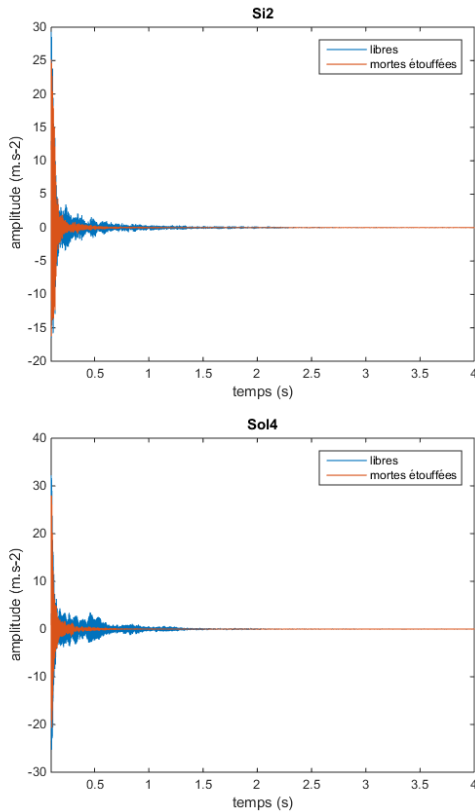 Si2
30
25
20
15
10
5
0
-5
-10
-15
-20
amplitude (m.s-2)
libres
mortes étouffées
0.5 1 1.5 2 2.5 3 3.5 4
temps (s)
Sol4
40
30
20
10
0
-10
-20
-30
amplitude (m.s-2)
libres
mortes étouffées
0.5 1 1.5 2 2.5 3 3.5 4
temps (s)